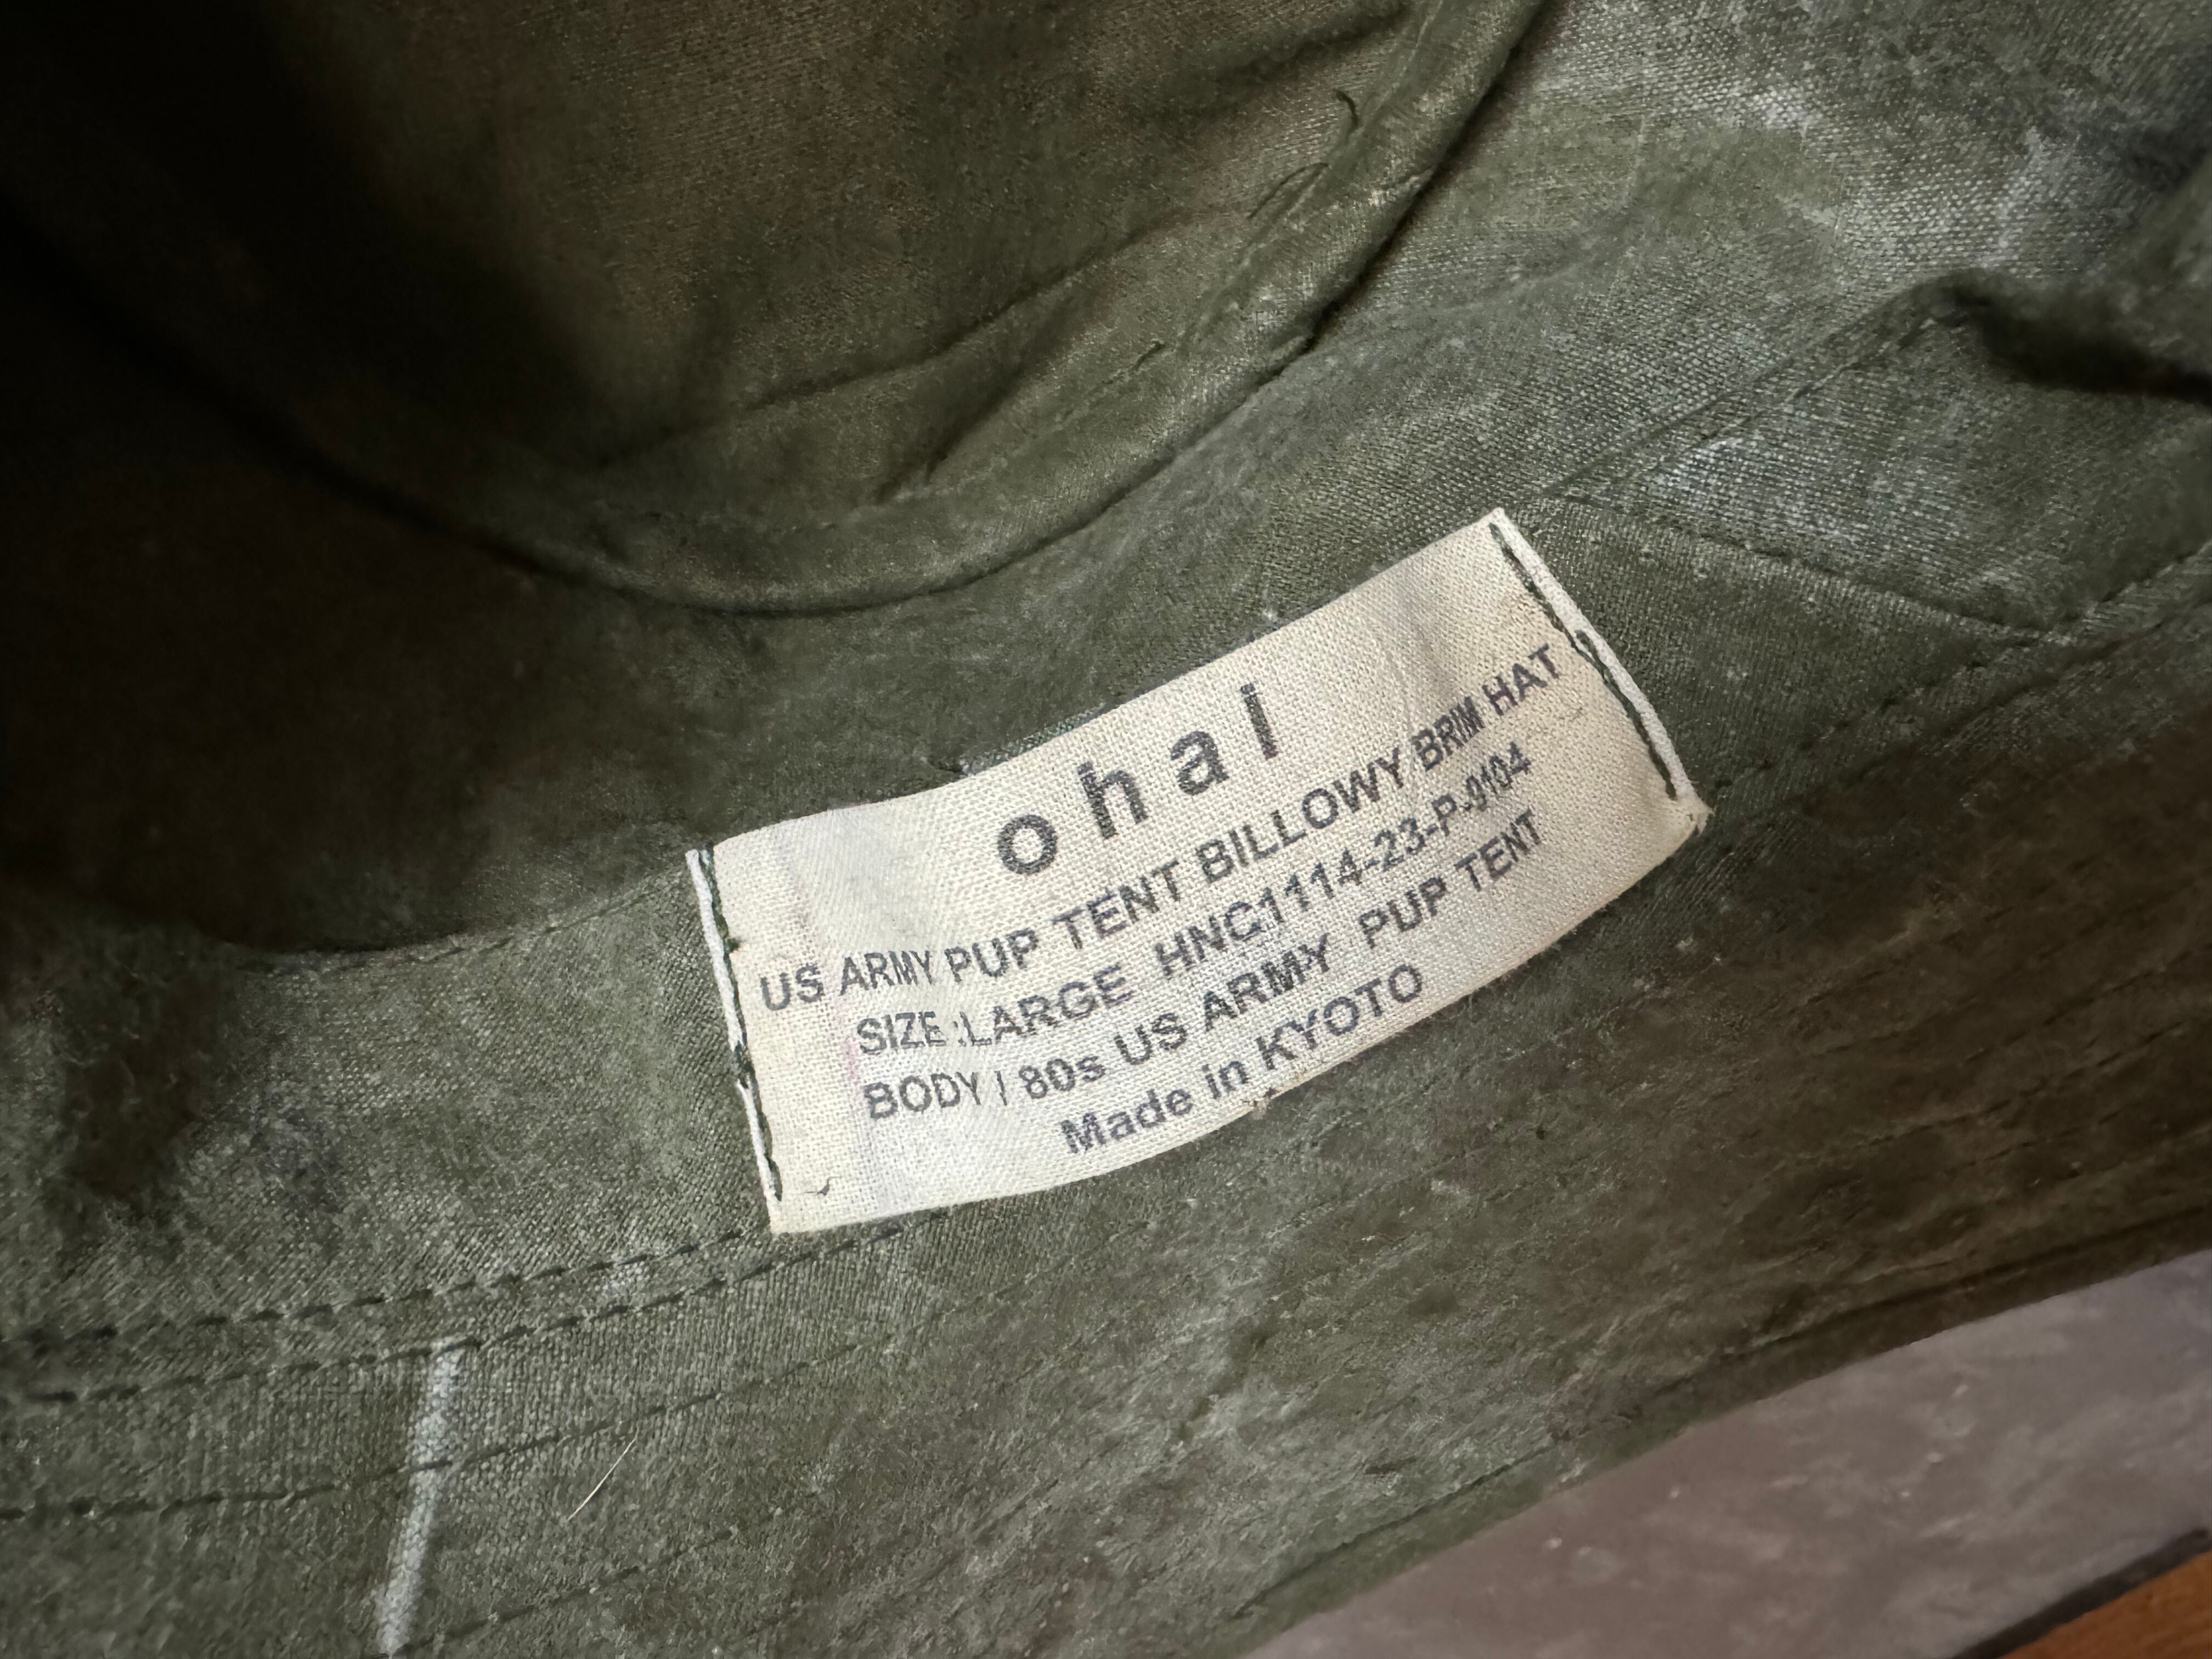 o h a l
US ARMY PUP TENT BILLOWY BRIM HAT
SIZE :LARGE HNC1114-23-P-0104
BODY | 80s US ARMY PUP TENT
Made in KYOTO